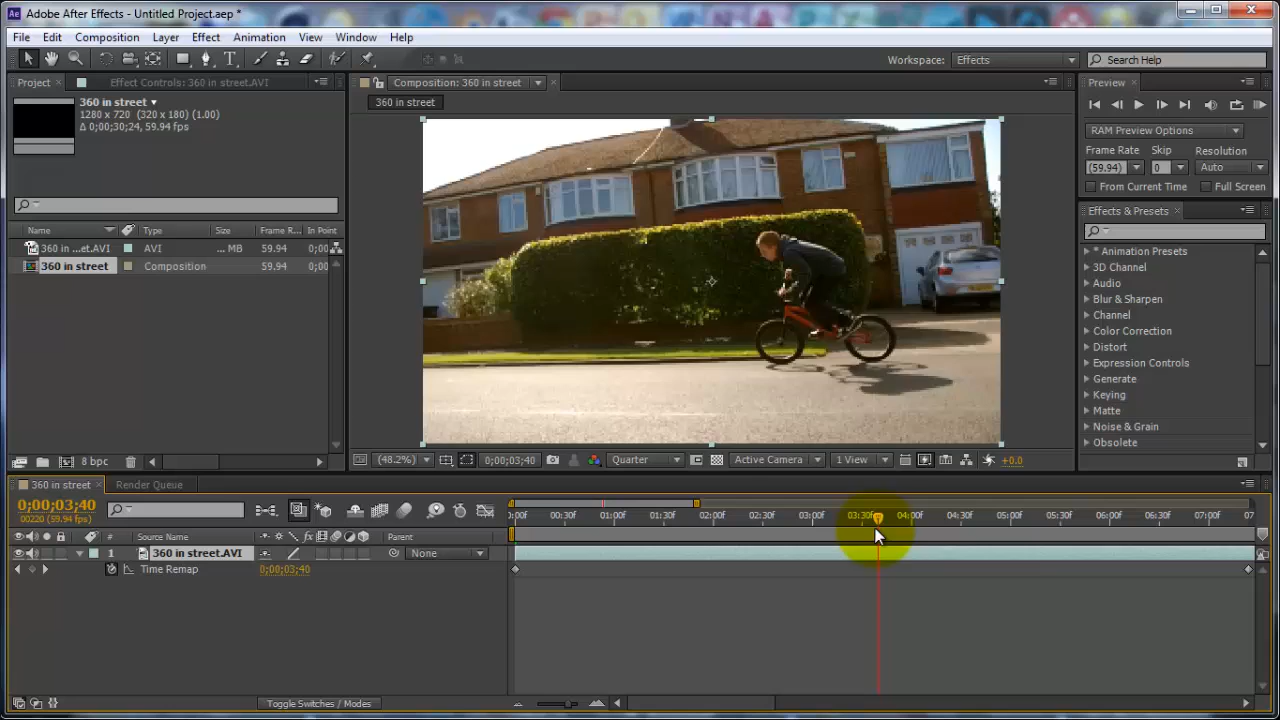 Adobe After Effects - Untitled Project.aep *
File Edit Composition Layer Effect Animation View Window Help
Workspace: Effects Search Help
Project Effect Controls: 360 in street.AVI
Composition: 360 in street
Preview
360 in street
1280 x 720 (320 x 180) (1.00)
Δ 0;00;30;24, 59.94 fps
360 in street
RAM Preview Options
Frame Rate Skip Resolution
(59.94) 0 Auto
From Current Time Full Screen
Effects & Presets
Name Type Size Frame R... In Point
360 in ...et.AVI AVI ... MB 59.94 0;00
360 in street Composition 59.94 0;00
* Animation Presets
3D Channel
Audio
Blur & Sharpen
Channel
Color Correction
Distort
Expression Controls
Generate
Keying
Matte
Noise & Grain
Obsolete
8 bpc
(48.2%) 0;00;03;40 Quarter Active Camera 1 View +0.0
360 in street Render Queue
0;00;03;40
00220 (59.94 fps)
0:00f 00:30f 01:00f 01:30f 02:00f 02:30f 03:00f 03:30f 04:00f 04:30f 05:00f 05:30f 06:00f 06:30f 07:00f 07
# Source Name fx Parent
1 360 in street.AVI None
Time Remap 0;00;03;40
Toggle Switches / Modes